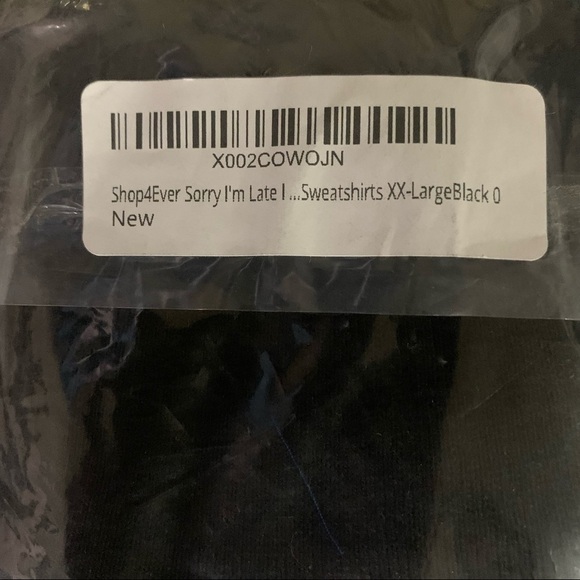 X002COWOJN
Shop4Ever Sorry I'm Late I ...Sweatshirts XX-LargeBlack 0
New